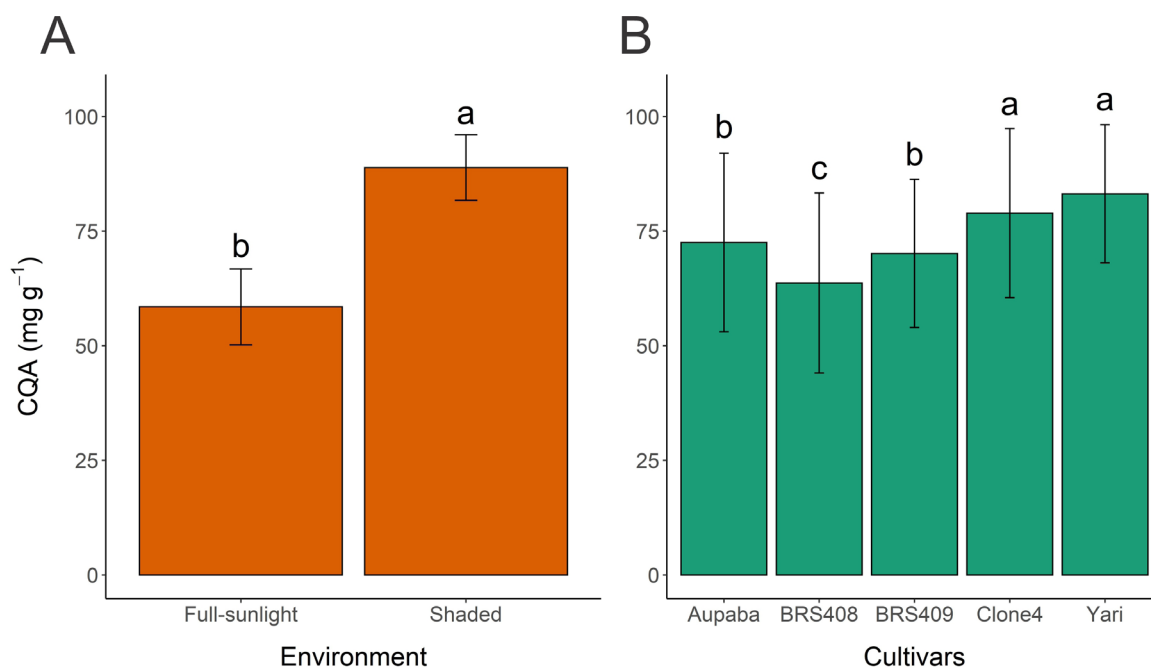 A
CQA (mg g⁻¹)
100
75
50
25
0
b
a
Full-sunlight
Shaded
Environment
B
100
75
50
25
0
b
c
b
a
a
Aupaba
BRS408
BRS409
Clone4
Yari
Cultivars